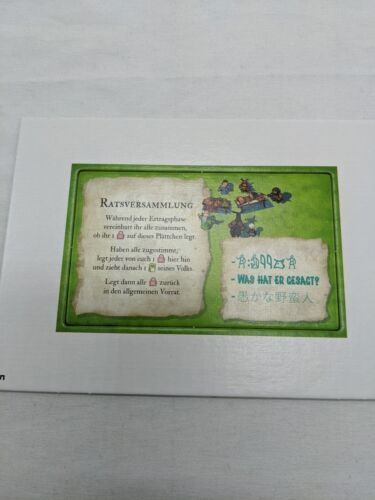 Ratsversammlung
Während jeder Ertragsphase
vereinbart ihr alle zusammen,
ob ihr 1 auf dieses Plättchen legt.
Haben alle zugestimmt,
legt jeder von euch 1 hier hin
und zieht danach 1 seines Volks.
Legt dann alle zurück
in den allgemeinen Vorrat.
- Was hat er gesagt?
- 愚かな野蛮人
n